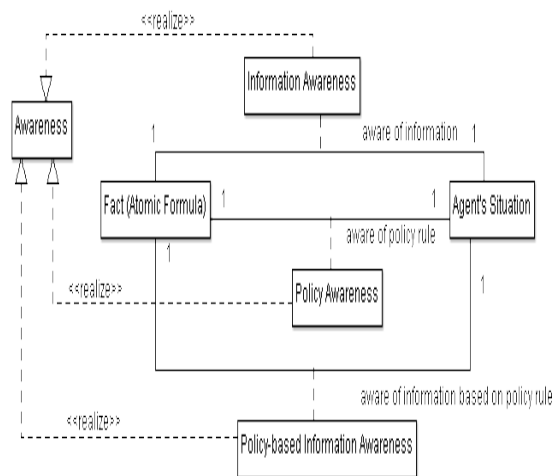 <<realize>>
Information Awareness
Awareness
1
aware of information
1
Fact (Atomic Formula)
1
1
Agent's Situation
aware of policy rule
1
1
<<realize>>
Policy Awareness
aware of information based on policy rule
<<realize>>
Policy-based Information Awareness